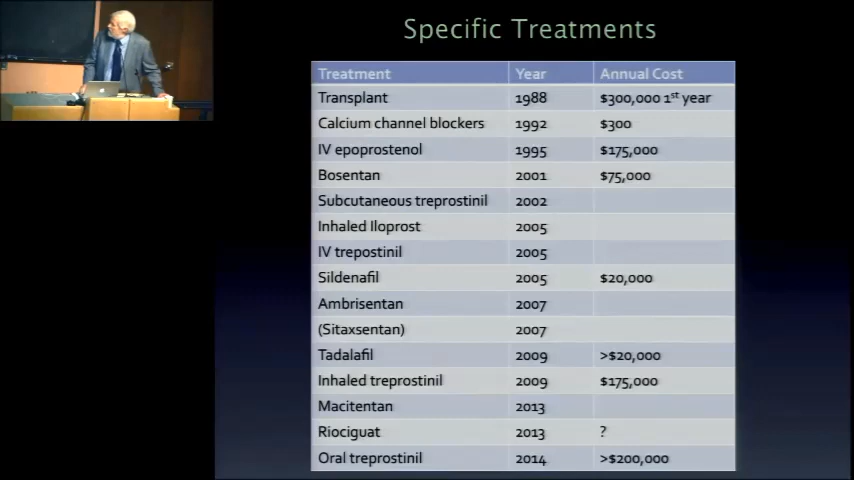 Specific Treatments
Treatment Year Annual Cost
Transplant 1988 $300,000 1st year
Calcium channel blockers 1992 $300
IV epoprostenol 1995 $175,000
Bosentan 2001 $75,000
Subcutaneous treprostinil 2002
Inhaled Iloprost 2005
IV trepostinil 2005
Sildenafil 2005 $20,000
Ambrisentan 2007
(Sitaxsentan) 2007
Tadalafil 2009 >$20,000
Inhaled treprostinil 2009 $175,000
Macitentan 2013
Riociguat 2013 ?
Oral treprostinil 2014 >$200,000